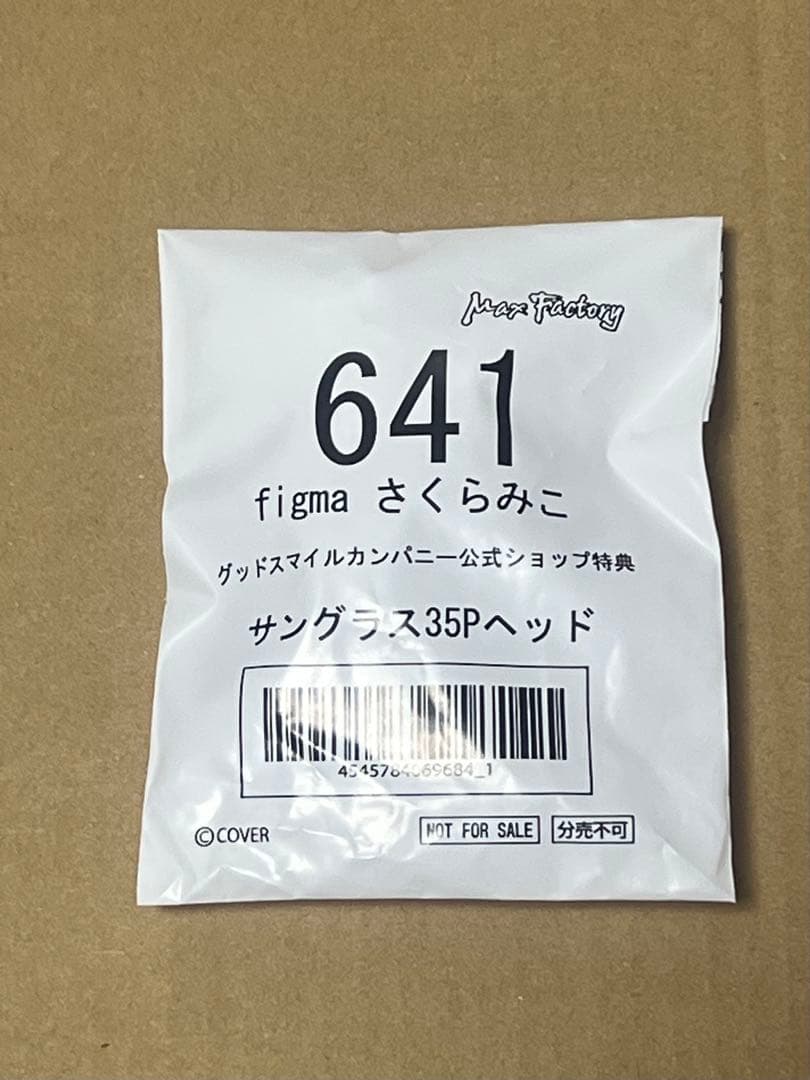 Max Factory
641
figma さくらみこ
グッドスマイルカンパニー公式ショップ特典
サングラス35Pヘッド
4545784069684_1
©COVER
NOT FOR SALE 分売不可